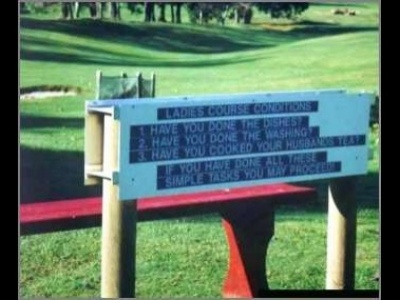 LADIES COURSE CONDITIONS
1. HAVE YOU DONE THE DISHES?
2. HAVE YOU DONE THE WASHING?
3. HAVE YOU COOKED YOUR HUSBANDS TEA?
IF YOU HAVE DONE ALL THESE
SIMPLE TASKS YOU MAY PROCEED